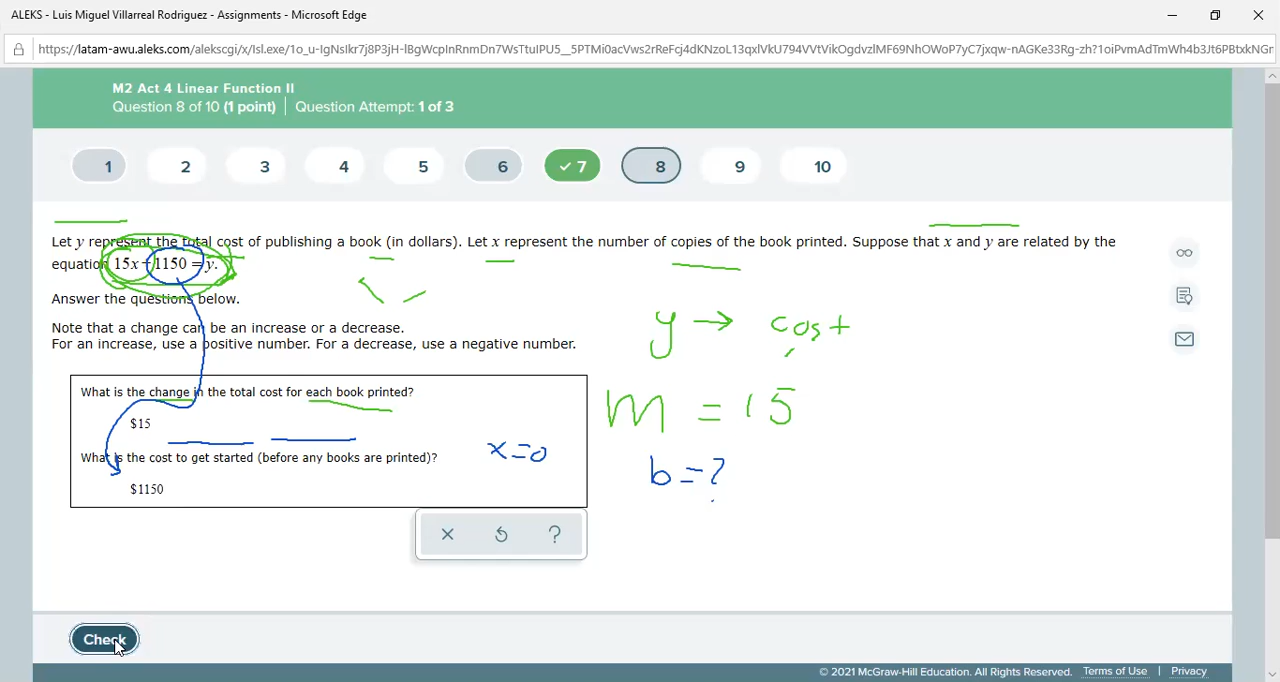 ALEKS - Luis Miguel Villarreal Rodriguez - Assignments - Microsoft Edge
M2 Act 4 Linear Function II
Question 8 of 10 (1 point) | Question Attempt: 1 of 3
1 2 3 4 5 6 ✓ 7 8 9 10
Let y represent the total cost of publishing a book (in dollars). Let x represent the number of copies of the book printed. Suppose that x and y are related by the
equation 15x+1150 = y.
Answer the questions below.
Note that a change can be an increase or a decrease.
For an increase, use a positive number. For a decrease, use a negative number.
y → cost
What is the change in the total cost for each book printed?
m = 15
$15
What is the cost to get started (before any books are printed)?
x=0
b=?
$1150
Check
© 2021 McGraw-Hill Education. All Rights Reserved. Terms of Use | Privacy